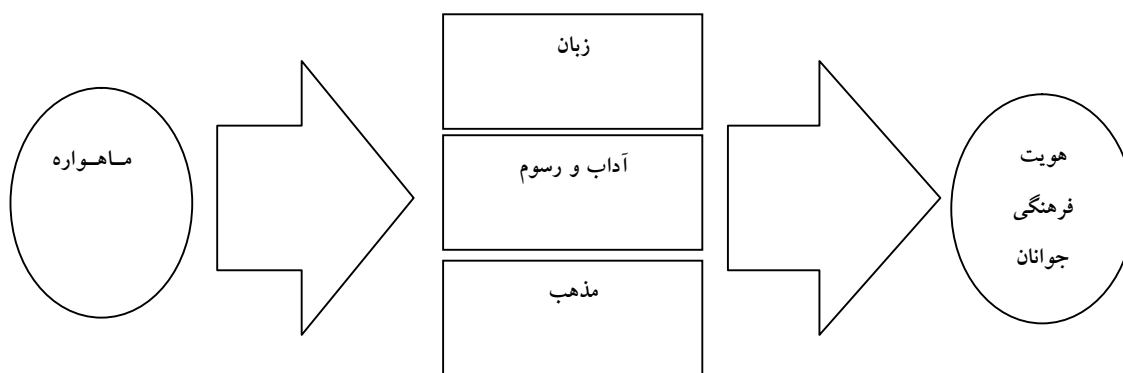 زبان
ماهواره
آداب و رسوم
مذهب
هویت
فرهنگی
جوانان